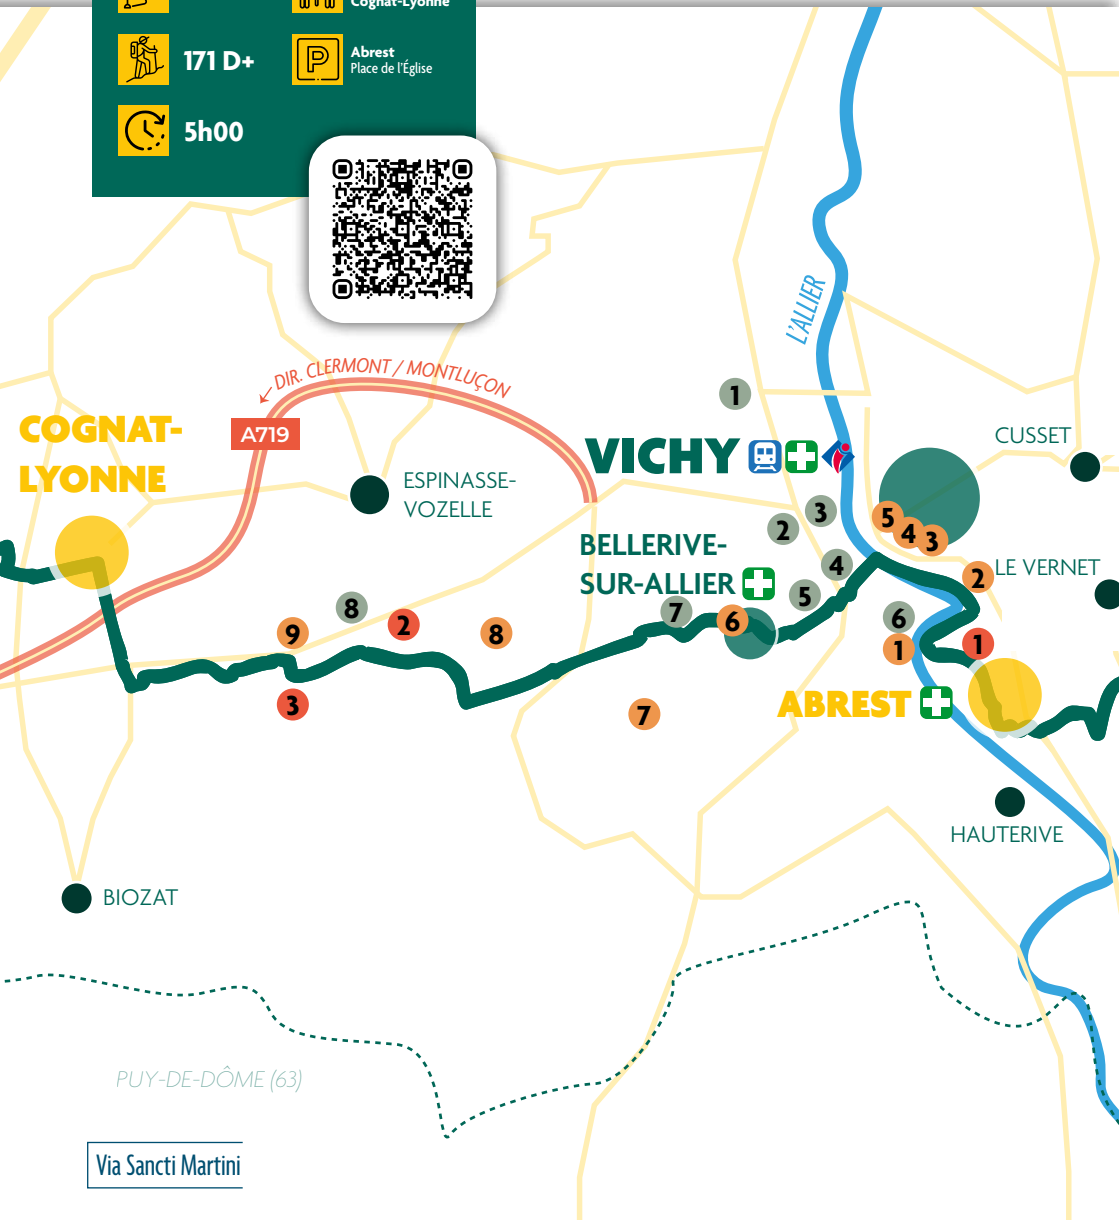 Cognat-Lyonne
171 D+
P
Abrest
Place de l'Église
5h00
L'ALLIER
← DIR. CLERMONT / MONTLUÇON
A719
COGNAT-
LYONNE
ESPINASSE-
VOZELLE
1
VICHY
CUSSET
BELLERIVE-
SUR-ALLIER
3
2
5
4
3
4
2
LE VERNET
5
8
7
6
6
9
2
8
1
1
3
7
ABREST
HAUTERIVE
BIOZAT
PUY-DE-DÔME (63)
Via Sancti Martini